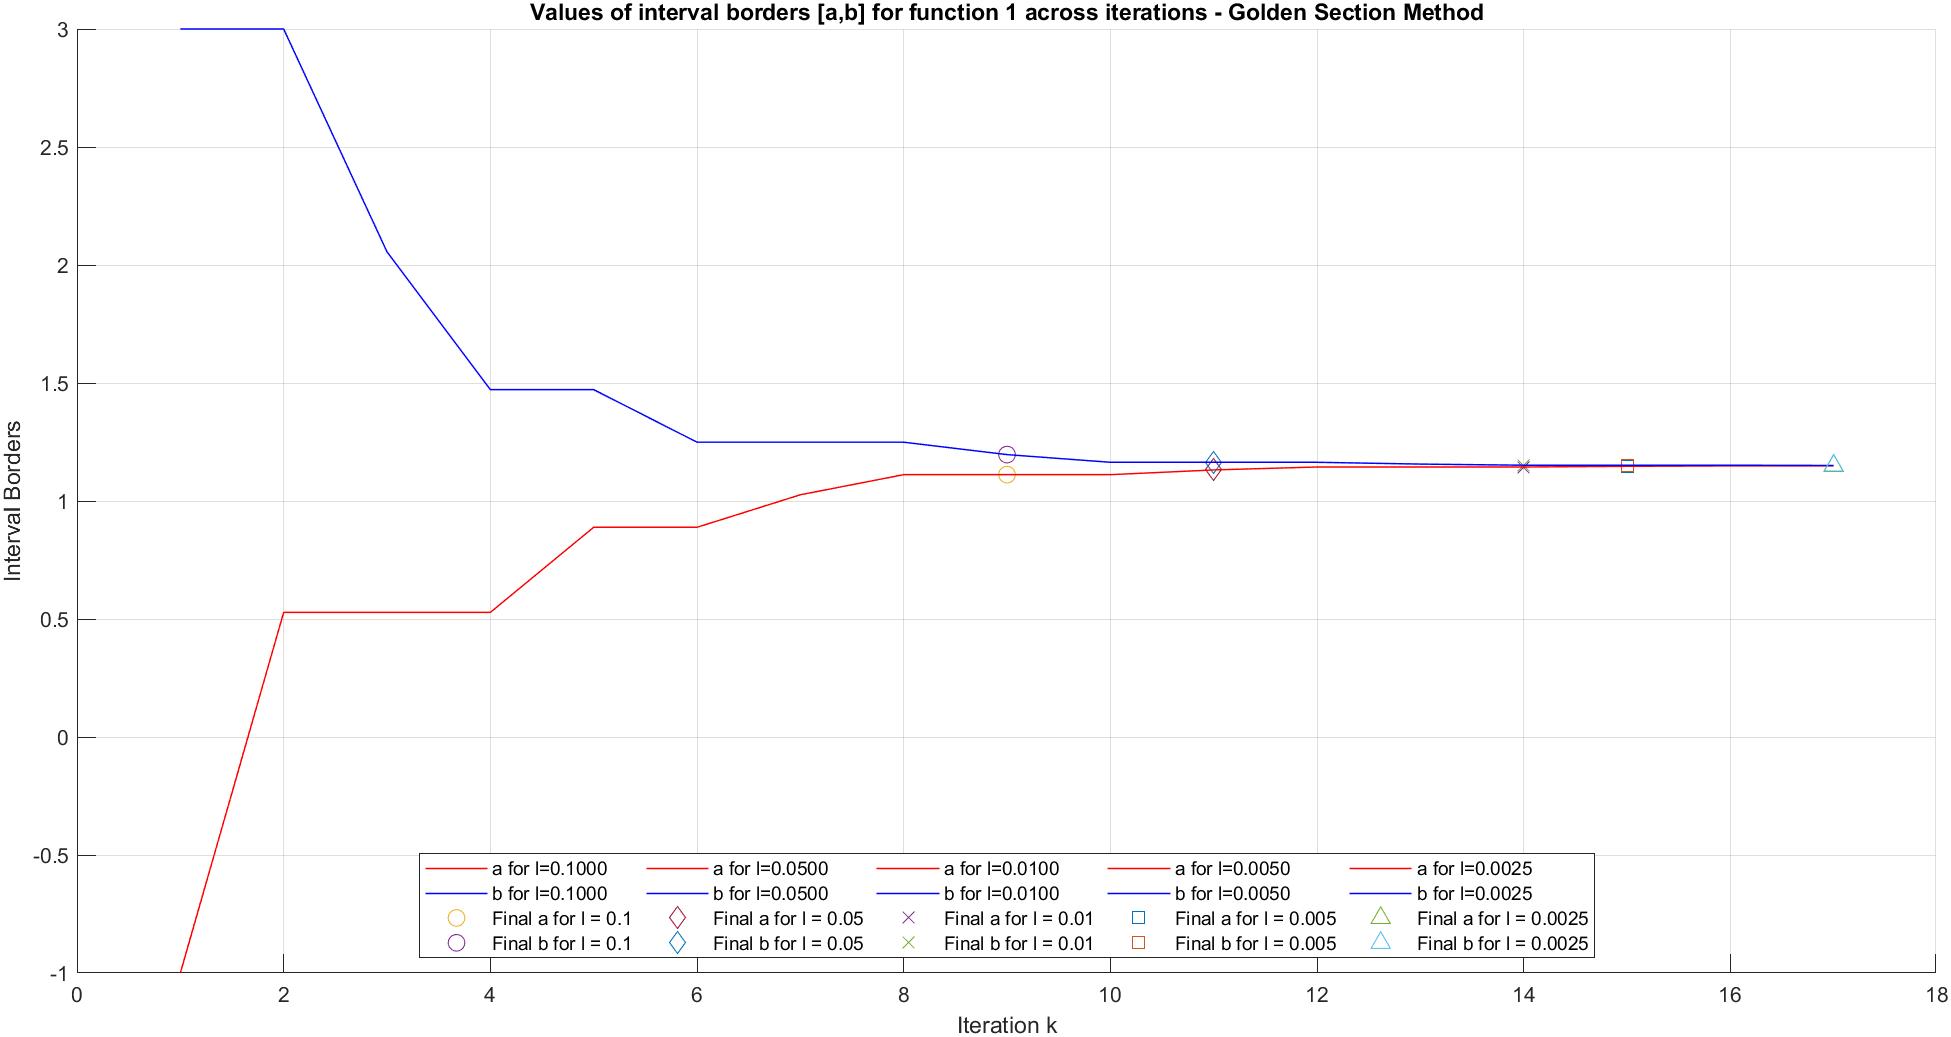 Values of interval borders [a,b] for function 1 across iterations - Golden Section Method
3
2.5
2
1.5
1
0.5
0
-0.5
-1
Interval Borders
a for l=0.1000 a for l=0.0500 a for l=0.0100 a for l=0.0050 a for l=0.0025
b for l=0.1000 b for l=0.0500 b for l=0.0100 b for l=0.0050 b for l=0.0025
Final a for l = 0.1 Final a for l = 0.05 Final a for l = 0.01 Final a for l = 0.005 Final a for l = 0.0025
Final b for l = 0.1 Final b for l = 0.05 Final b for l = 0.01 Final b for l = 0.005 Final b for l = 0.0025
0 2 4 6 8 10 12 14 16 18
Iteration k